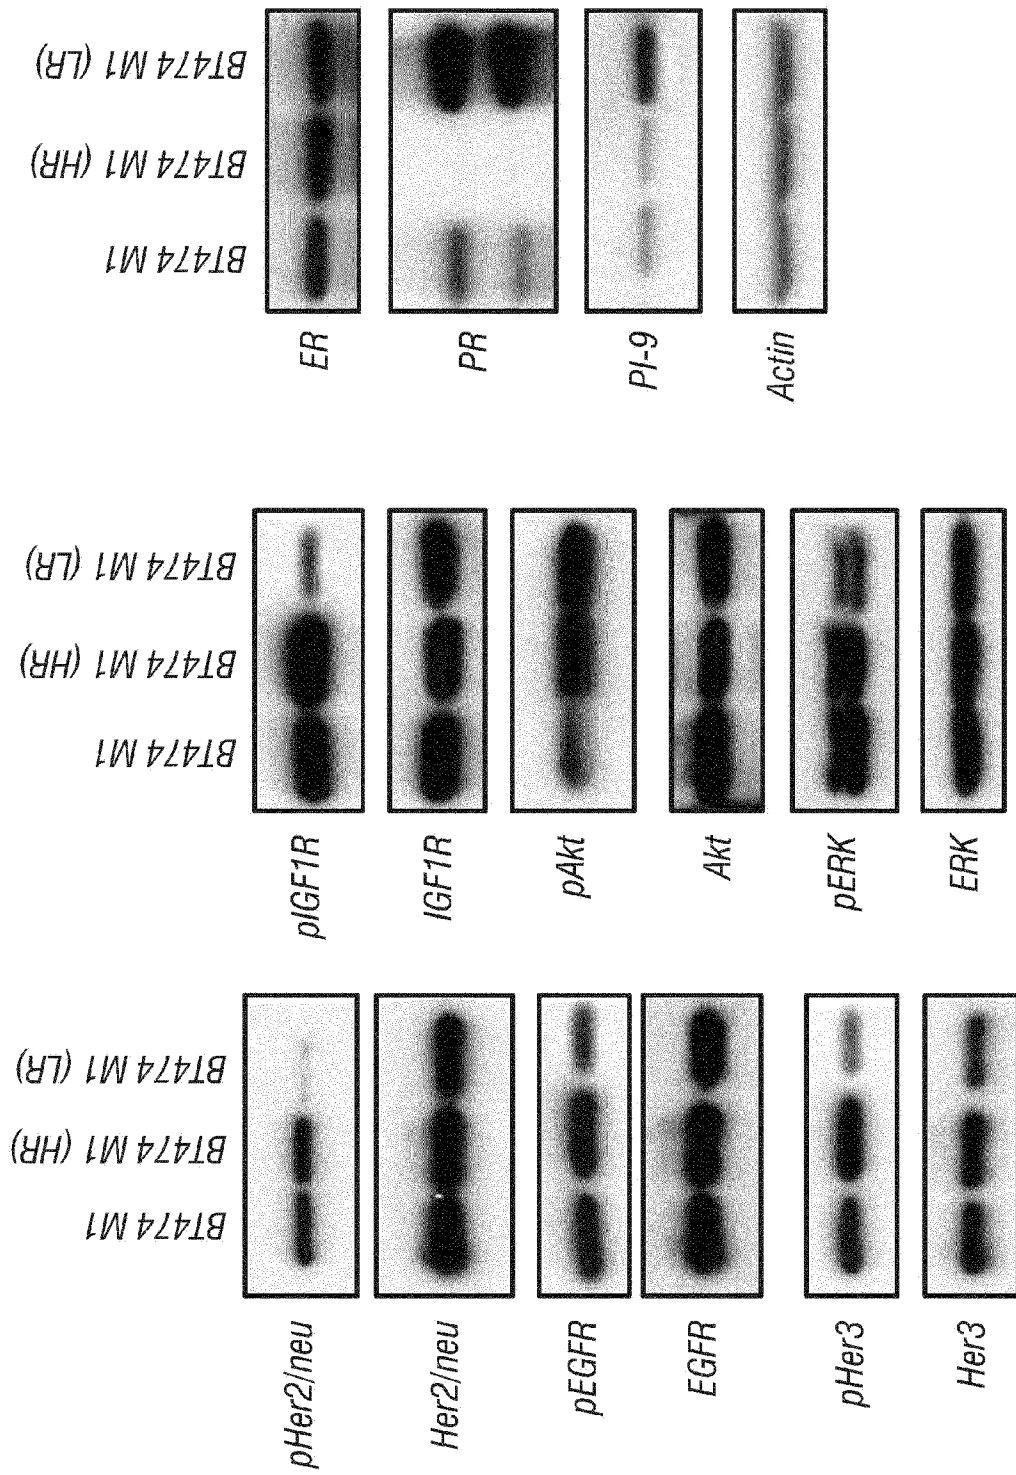 BT474 M1
BT474 M1 (HR)
BT474 M1 (LR)
pHer2/neu
Her2/neu
pEGFR
EGFR
pHer3
Her3
BT474 M1
BT474 M1 (HR)
BT474 M1 (LR)
pIGF1R
IGF1R
pAkt
Akt
pERK
ERK
BT474 M1
BT474 M1 (HR)
BT474 M1 (LR)
ER
PR
PI-9
Actin